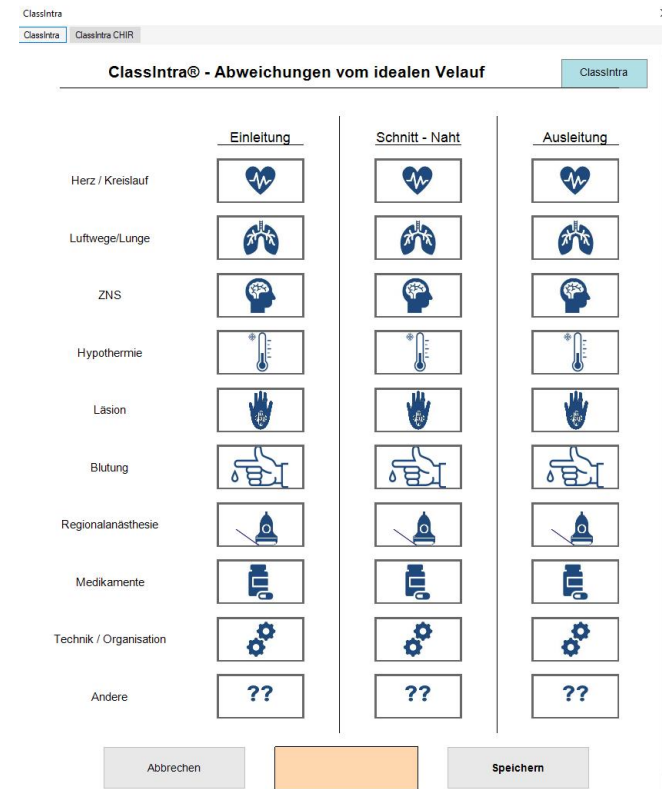 ClassIntra
ClassIntra ClassIntra CHIR
ClassIntra® - Abweichungen vom idealen Velauf ClassIntra
Einleitung Schnitt - Naht Ausleitung
Herz / Kreislauf
Luftwege/Lunge
ZNS
Hypothermie
Läsion
Blutung
Regionalanästhesie
Medikamente
Technik / Organisation
Andere ?? ?? ??
Abbrechen Speichern